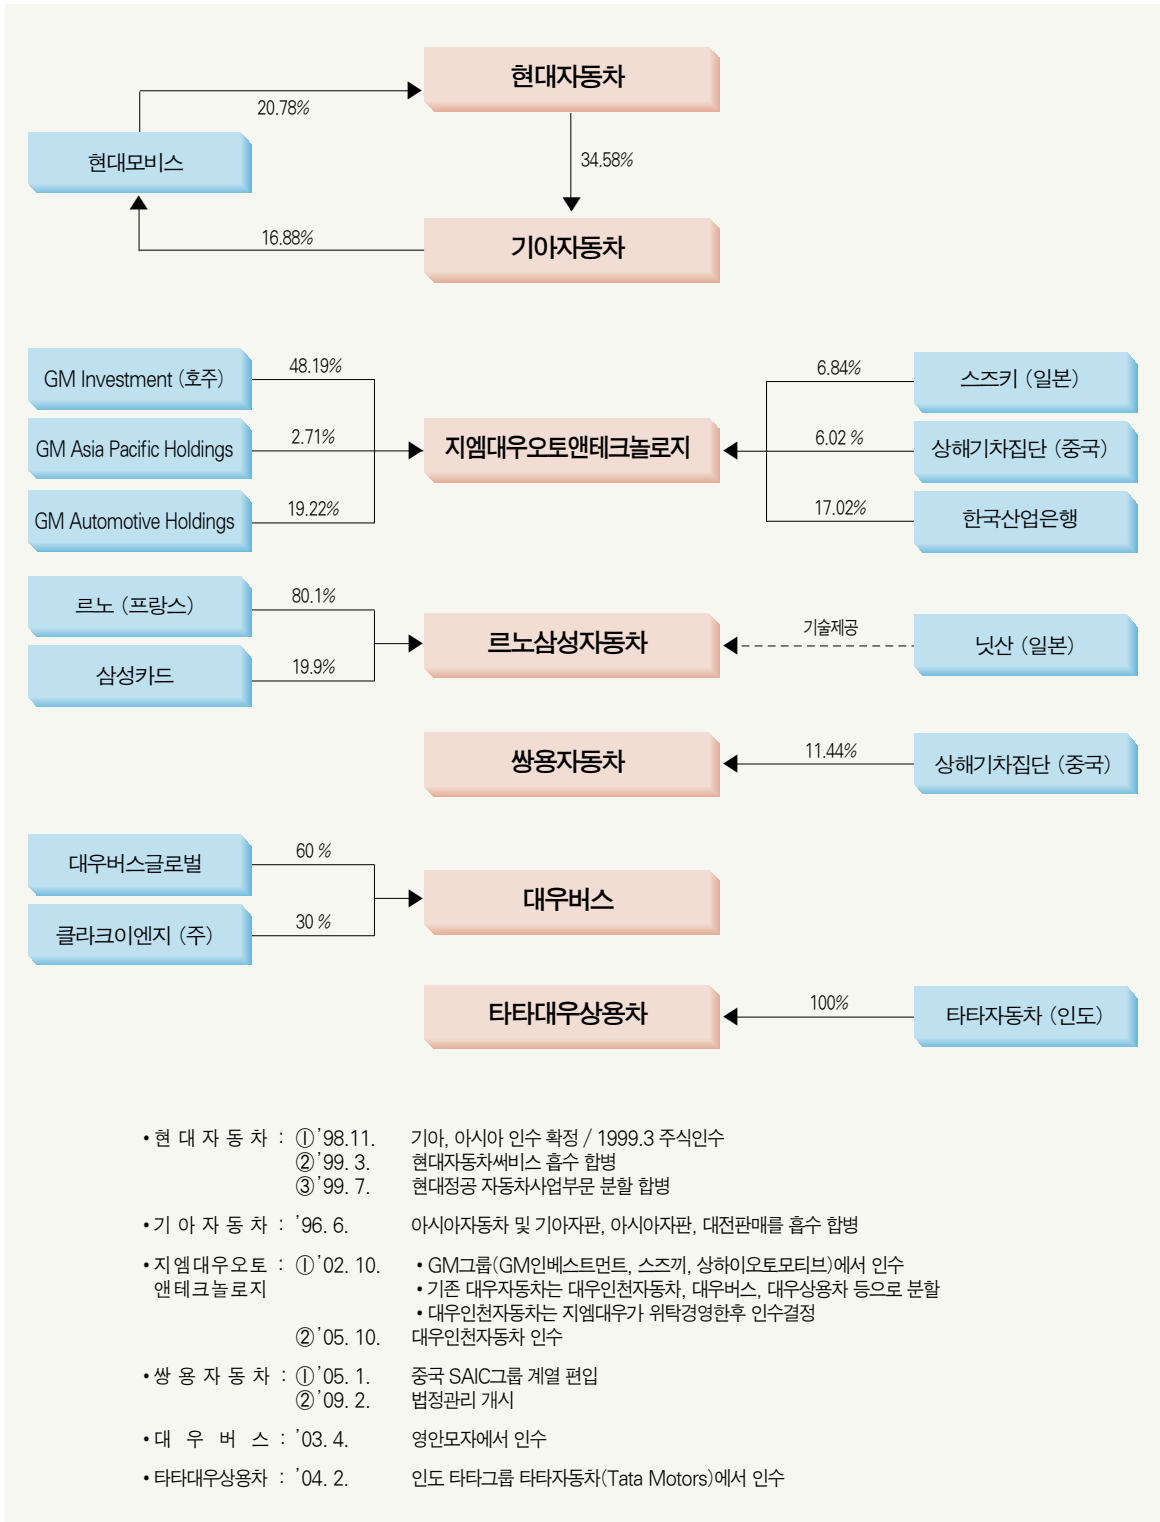 현대자동차
20.78%
현대모비스
34.58%
16.88%
기아자동차
GM Investment (호주)
48.19%
6.84%
스즈키 (일본)
GM Asia Pacific Holdings
2.71%
지엠대우오토앤테크놀로지
6.02 %
상해기차집단 (중국)
GM Automotive Holdings
19.22%
17.02%
한국산업은행
르노 (프랑스)
80.1%
르노삼성자동차
기술제공
닛산 (일본)
삼성카드
19.9%
쌍용자동차
11.44%
상해기차집단 (중국)
대우버스글로벌
60 %
대우버스
클라크이엔지 (주)
30 %
타타대우상용차
100%
타타자동차 (인도)
• 현 대 자 동 차 : ① ’98.11. 기아, 아시아 인수 확정 / 1999.3 주식인수
② ’99. 3. 현대자동차써비스 흡수 합병
③ ’99. 7. 현대정공 자동차사업부문 분할 합병
• 기 아 자 동 차 : ’96. 6. 아시아자동차 및 기아자판, 아시아자판, 대전판매를 흡수 합병
• 지엠대우오토 : ① ’02. 10. • GM그룹(GM인베스트먼트, 스즈끼, 상하이오토모티브)에서 인수
앤테크놀로지 • 기존 대우자동차는 대우인천자동차, 대우버스, 대우상용차 등으로 분할
• 대우인천자동차는 지엠대우가 위탁경영한후 인수결정
② ’05. 10. 대우인천자동차 인수
• 쌍 용 자 동 차 : ① ’05. 1. 중국 SAIC그룹 계열 편입
② ’09. 2. 법정관리 개시
• 대 우 버 스 : ’03. 4. 영안모자에서 인수
• 타타대우상용차 : ’04. 2. 인도 타타그룹 타타자동차(Tata Motors)에서 인수